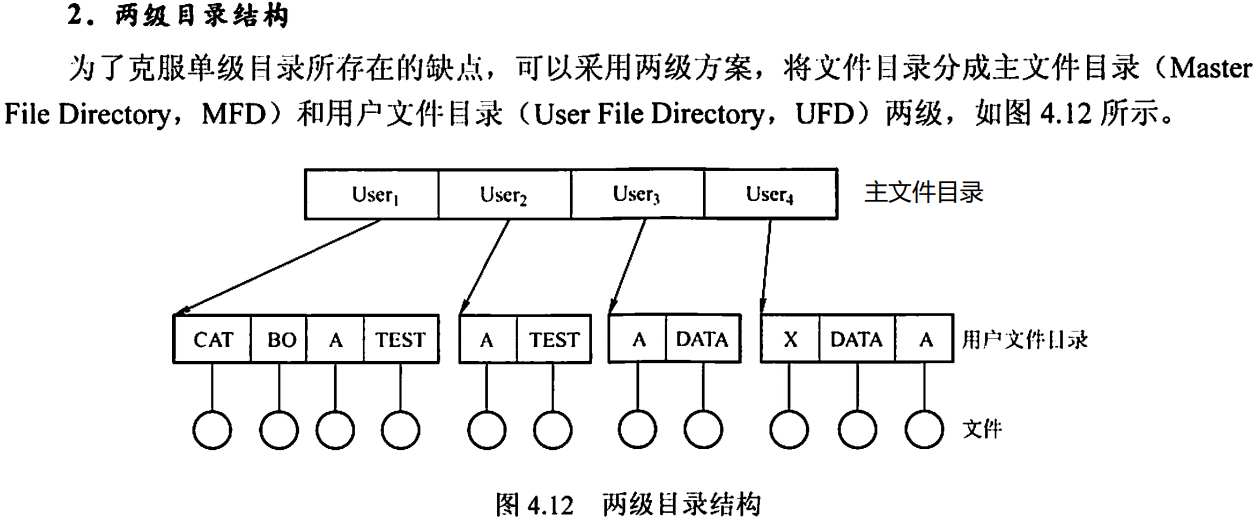 2. 两级目录结构
为了克服单级目录所存在的缺点，可以采用两级方案，将文件目录分成主文件目录（Master
File Directory，MFD）和用户文件目录（User File Directory，UFD）两级，如图 4.12 所示。
User₁ User₂ User₃ User₄ 主文件目录
CAT BO A TEST A TEST A DATA X DATA A 用户文件目录
文件
图 4.12 两级目录结构